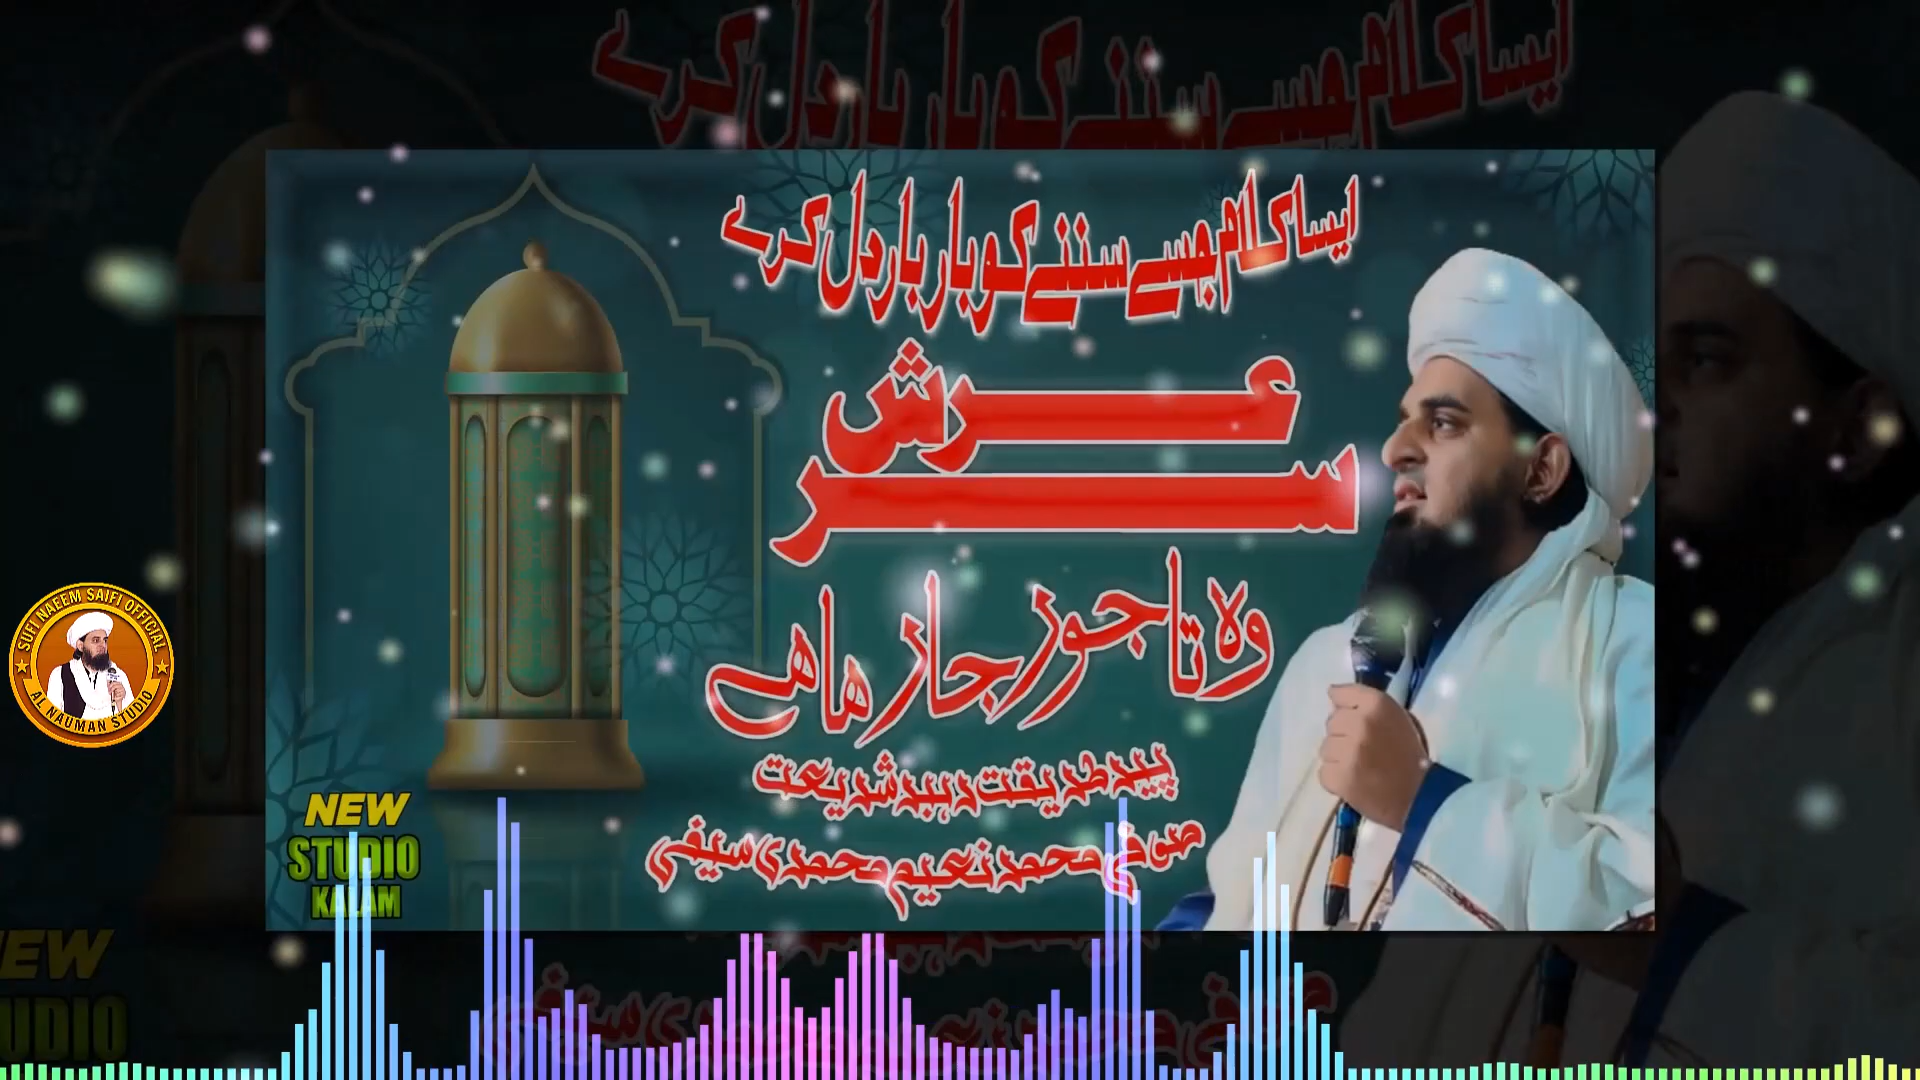 ایسا کلام جسے سننے کو بار بار دل کرے
عرش
سر
وہ تاجور جا رہا ہے
پیر طریقت رہبر شریعت
صوفی محمد نعیم محمدی سیفی
NEW
STUDIO
KALAM
SUFI NAEEM SAIFI OFFICIAL
AL NAUMAN STUDIO